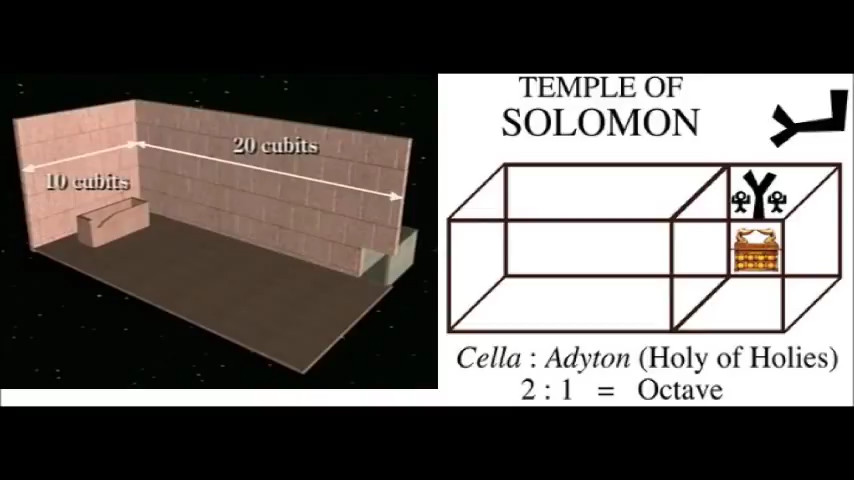 10 cubits
20 cubits
TEMPLE OF
SOLOMON
Cella : Adyton (Holy of Holies)
2 : 1 = Octave